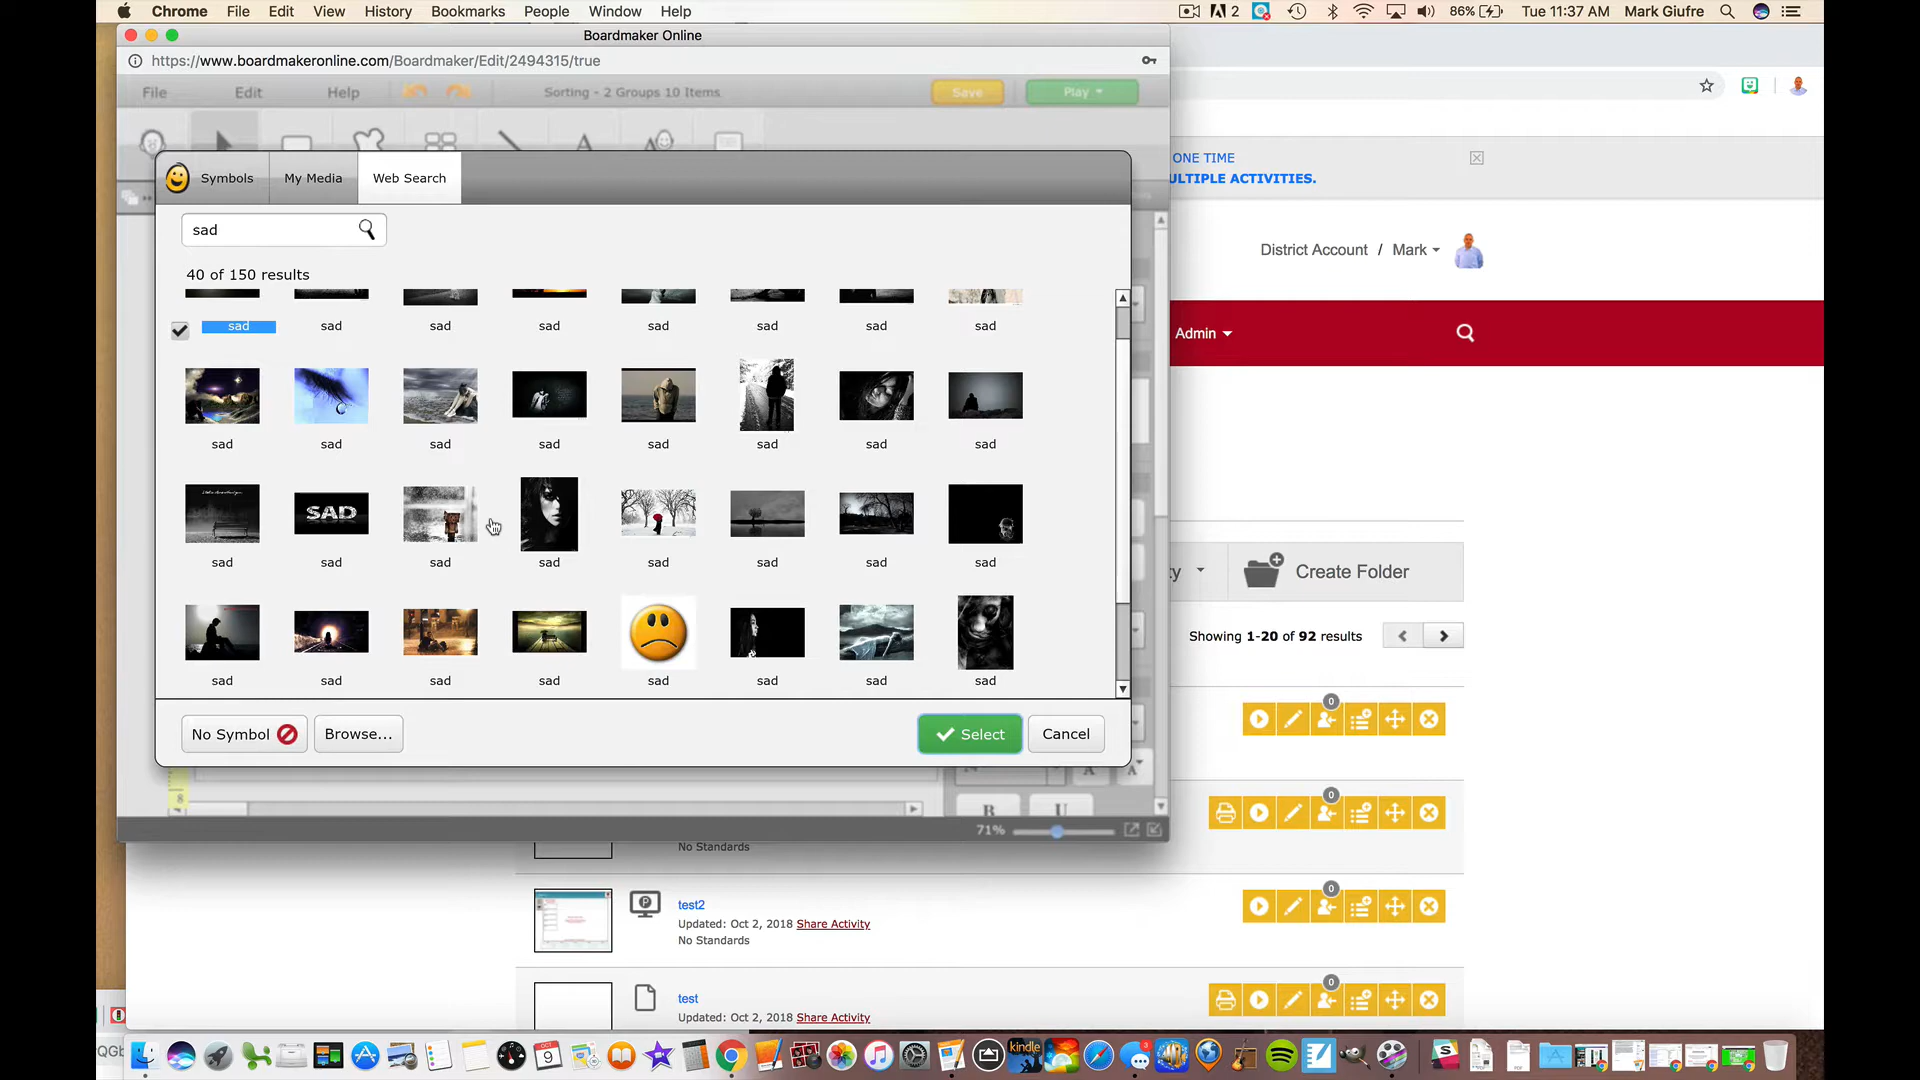 Chrome File Edit View History Bookmarks People Window Help
2 86% Tue 11:37 AM Mark Giufre
Boardmaker Online
https://www.boardmakeronline.com/Boardmaker/Edit/2494315/true
File Edit Help Sorting - 2 Groups 10 Items Save Play
ONE TIME
ULTIPLE ACTIVITIES.
Symbols My Media Web Search
sad
40 of 150 results
District Account / Mark
Admin
sad sad sad sad sad sad sad sad
sad sad sad sad sad sad sad sad
SAD
sad sad sad sad sad sad sad sad
sad sad sad sad sad sad sad sad
ty Create Folder
Showing 1-20 of 92 results
No Symbol Browse... Select Cancel
0
0
B U
71%
No Standards
0
test2
Updated: Oct 2, 2018 Share Activity
No Standards
0
test
Updated: Oct 2, 2018 Share Activity